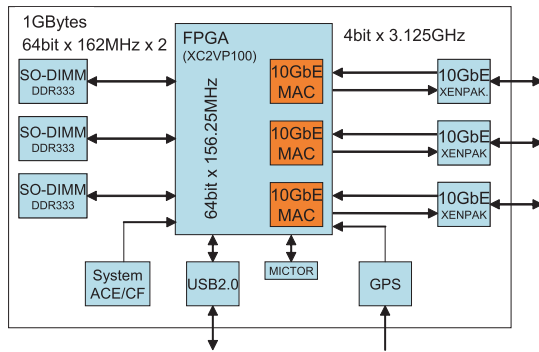 1GBytes
64bit x 162MHz x 2
FPGA
(XC2VP100)
4bit x 3.125GHz
SO-DIMM
DDR333
SO-DIMM
DDR333
SO-DIMM
DDR333
64bit x 156.25MHz
10GbE
MAC
10GbE
MAC
10GbE
MAC
10GbE
XENPAK.
10GbE
XENPAK
10GbE
XENPAK
System
ACE/CF
USB2.0
MICTOR
GPS